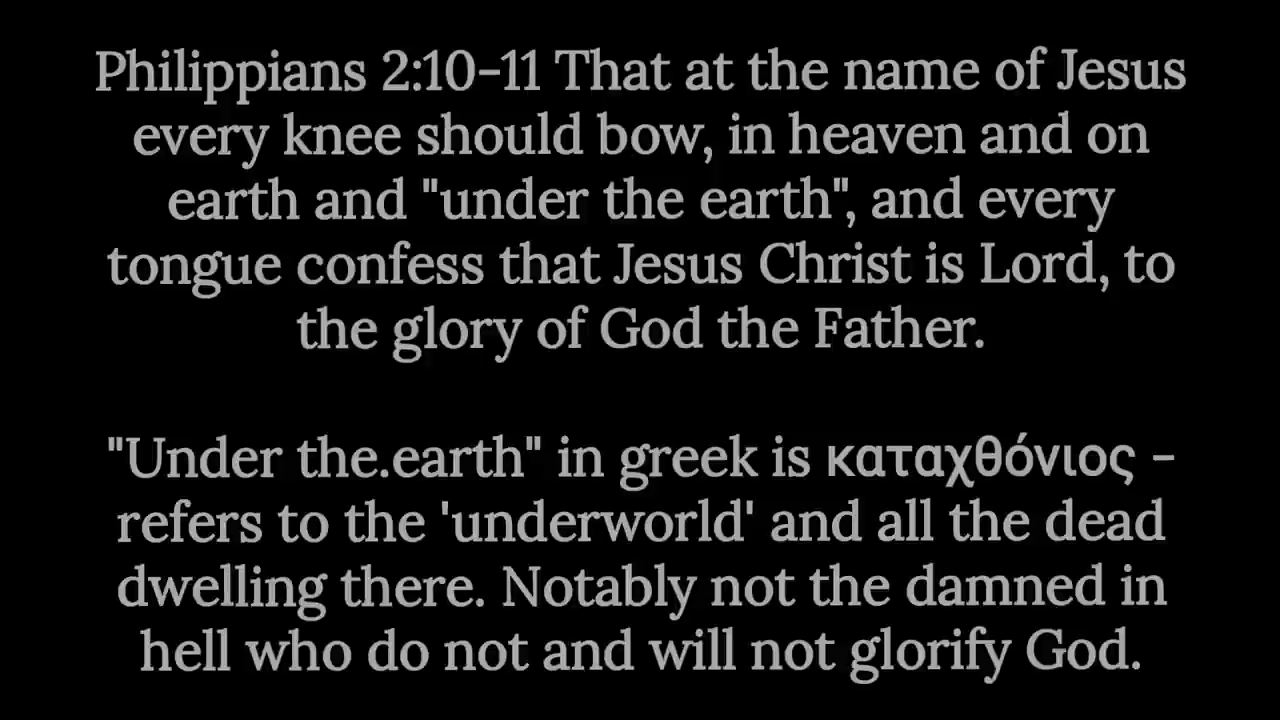 Philippians 2:10-11 That at the name of Jesus
every knee should bow, in heaven and on
earth and "under the earth", and every
tongue confess that Jesus Christ is Lord, to
the glory of God the Father.
"Under the.earth" in greek is καταχθόνιος -
refers to the 'underworld' and all the dead
dwelling there. Notably not the damned in
hell who do not and will not glorify God.